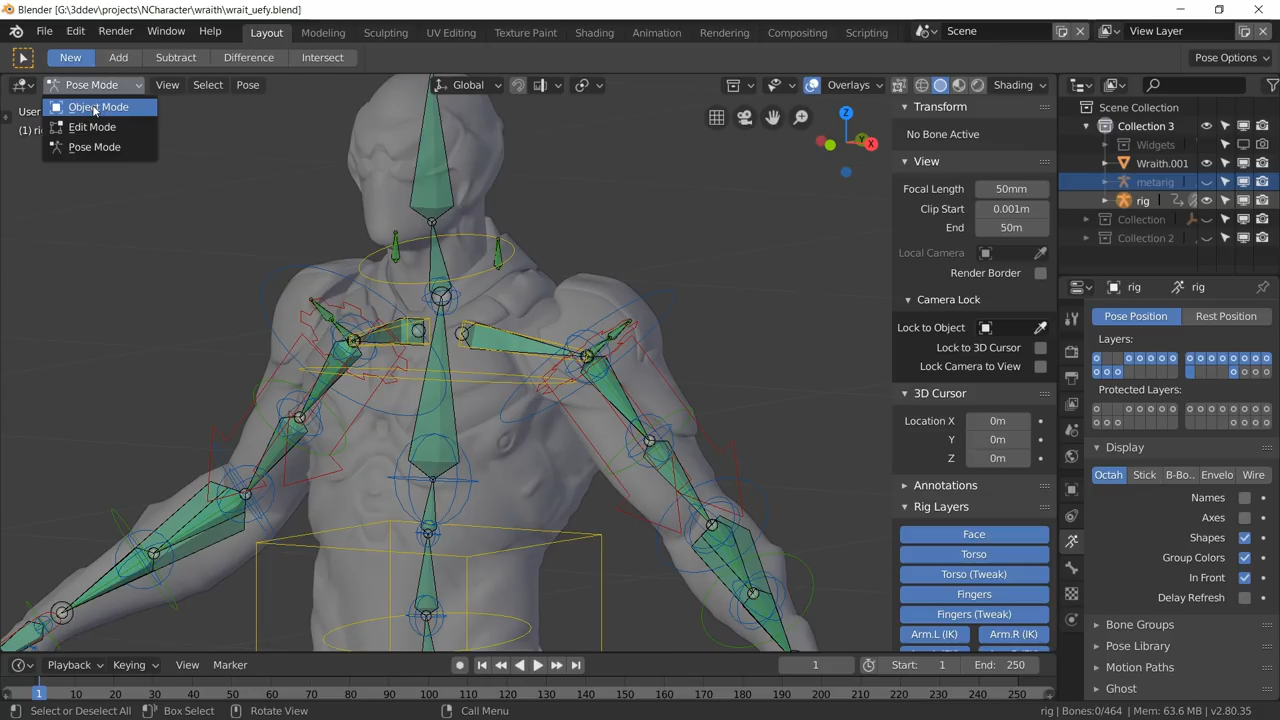 Blender [G:\3ddev\projects\NCharacter\wraith\wrait_uefy.blend]
File Edit Render Window Help
Layout Modeling Sculpting UV Editing Texture Paint Shading Animation Rendering Compositing Scripting
Scene
View Layer
New Add Subtract Difference Intersect
Pose Options
Pose Mode View Select Pose
Global
Overlays
Shading
Object Mode
Edit Mode
Pose Mode
User
(1) ri
Z
Y
X
Transform
No Bone Active
View
Focal Length 50mm
Clip Start 0.001m
End 50m
Local Camera
Render Border
Camera Lock
Lock to Object
Lock to 3D Cursor
Lock Camera to View
3D Cursor
Location X 0m
Y 0m
Z 0m
Annotations
Rig Layers
Face
Torso
Torso (Tweak)
Fingers
Fingers (Tweak)
Arm.L (IK) Arm.R (IK)
Scene Collection
Collection 3
Widgets
Wraith.001
metarig
rig
Collection
Collection 2
rig rig
Pose Position Rest Position
Layers:
Protected Layers:
Display
Octah Stick B-Bo.. Envelo Wire
Names
Axes
Shapes
Group Colors
In Front
Delay Refresh
Bone Groups
Pose Library
Motion Paths
Ghost
Playback Keying View Marker
1
Start: 1 End: 250
1 10 20 30 40 50 60 70 80 90 100 110 120 130 140 150 160 170 180 190 200 210 220 230 240 250
Select or Deselect All Box Select Rotate View Call Menu
rig | Bones:0/464 | Mem: 63.6 MB | v2.80.35